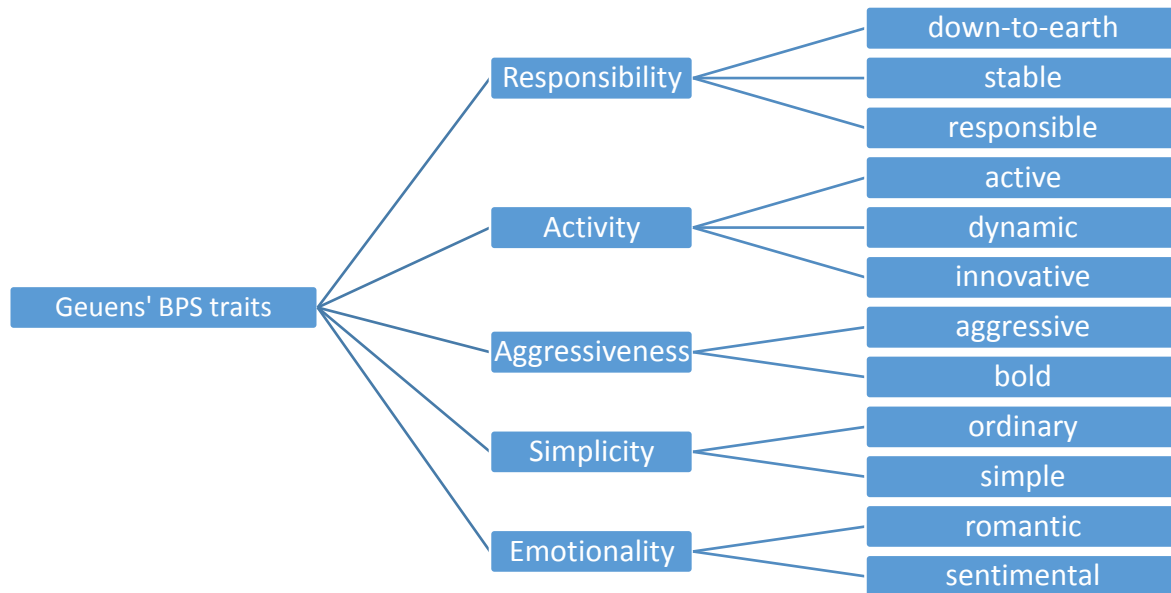 Geuens' BPS traits
Responsibility
down-to-earth
stable
responsible
Activity
active
dynamic
innovative
Aggressiveness
aggressive
bold
Simplicity
ordinary
simple
Emotionality
romantic
sentimental